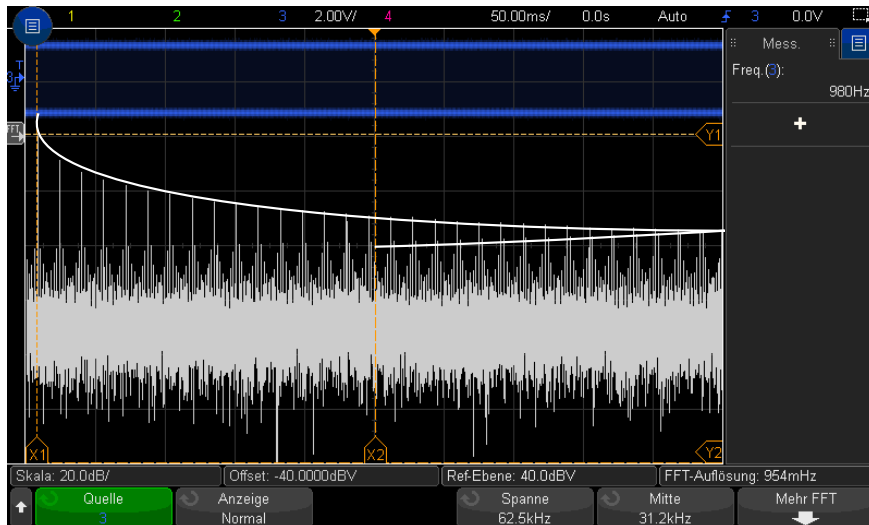 1 2 3 2.00V/ 4 50.00ms/ 0.0s Auto 3 0.0V
Mess.
T
3
Freq.(3):
980Hz
+
FFT
Y1
X1
X2
Y2
Skala: 20.0dB/ Offset: -40.0000dBV Ref-Ebene: 40.0dBV FFT-Auflösung: 954mHz
Quelle Anzeige Spanne Mitte Mehr FFT
3 Normal 62.5kHz 31.2kHz